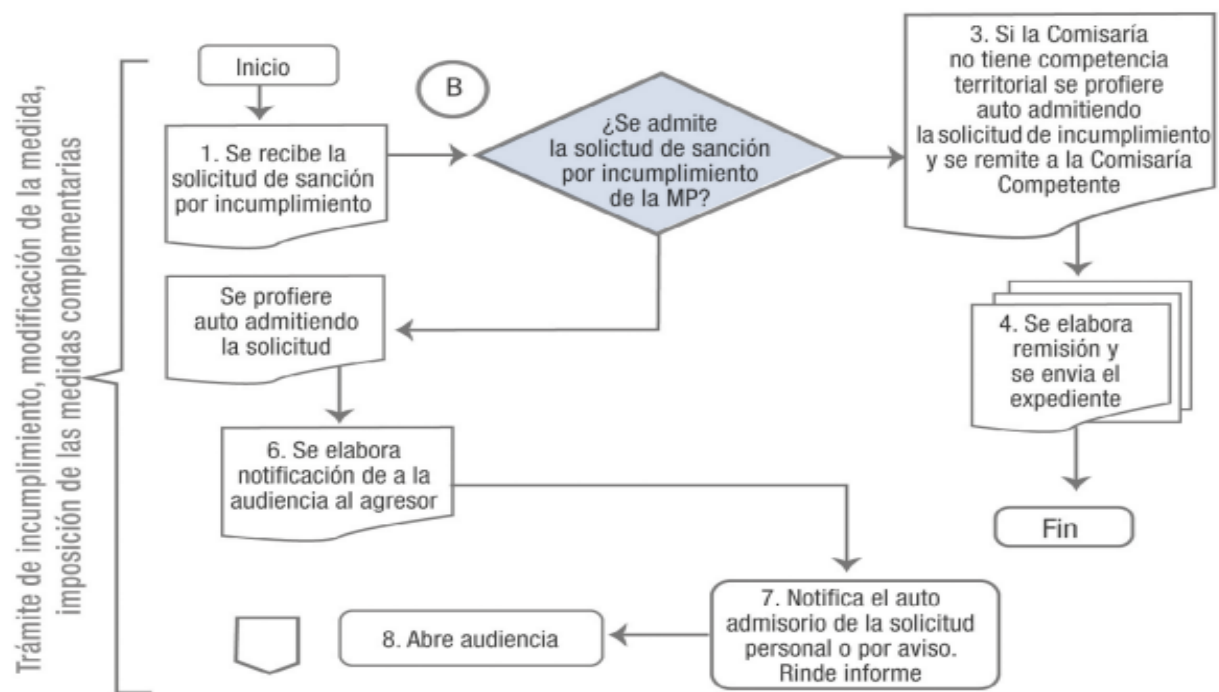 Trámite de incumplimiento, modificación de la medida,
imposición de las medidas complementarias
Inicio
1. Se recibe la
solicitud de sanción
por incumplimiento
B
¿Se admite
la solictud de sanción
por incumplimiento
de la MP?
3. Si la Comisaría
no tiene competencia
territorial se profiere
auto admitiendo
la solicitud de incumplimiento
y se remite a la Comisaría
Competente
4. Se elabora
remisión y
se envia el
expediente
Fin
Se profiere
auto admitiendo
la solicitud
6. Se elabora
notificación de a la
audiencia al agresor
7. Notifica el auto
admisorio de la solicitud
personal o por aviso.
Rinde informe
8. Abre audiencia